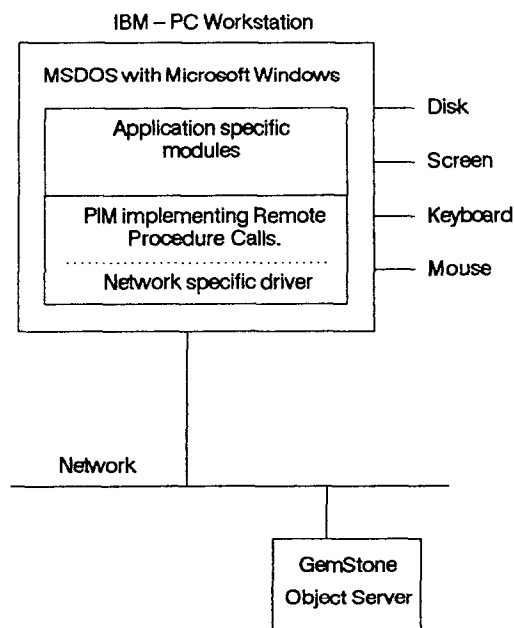 IBM – PC Workstation
MSDOS with Microsoft Windows
Application specific
modules
PIM implementing Remote
Procedure Calls.
Network specific driver
Disk
Screen
Keyboard
Mouse
Network
GemStone
Object Server